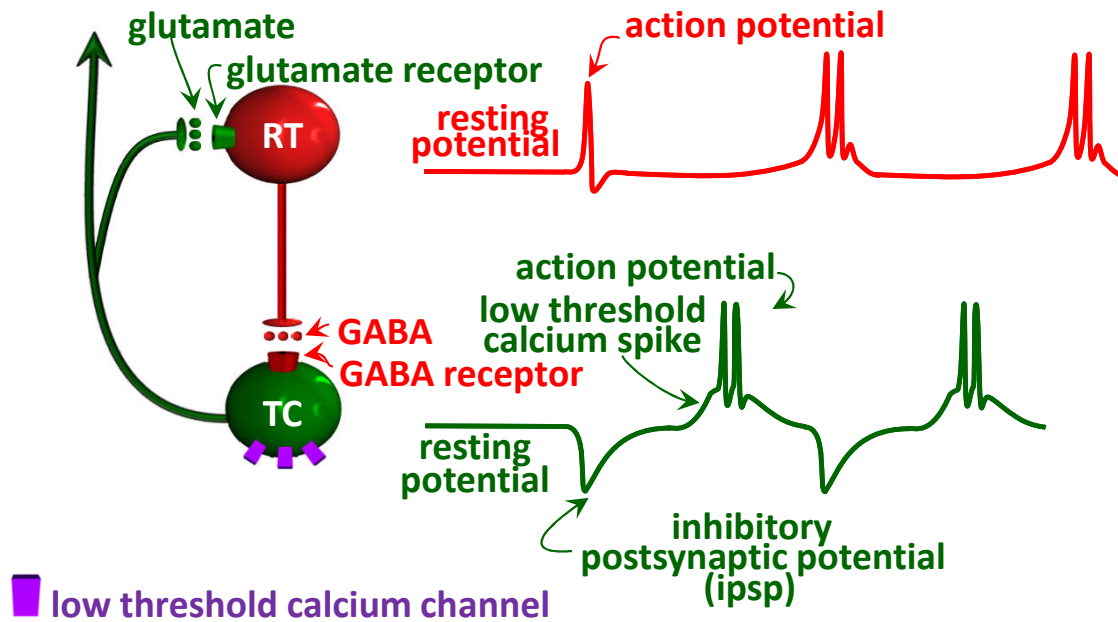 glutamate
glutamate receptor
RT
GABA
GABA receptor
TC
action potential
resting
potential
action potential
low threshold
calcium spike
resting
potential
inhibitory
postsynaptic potential
(ipsp)
low threshold calcium channel